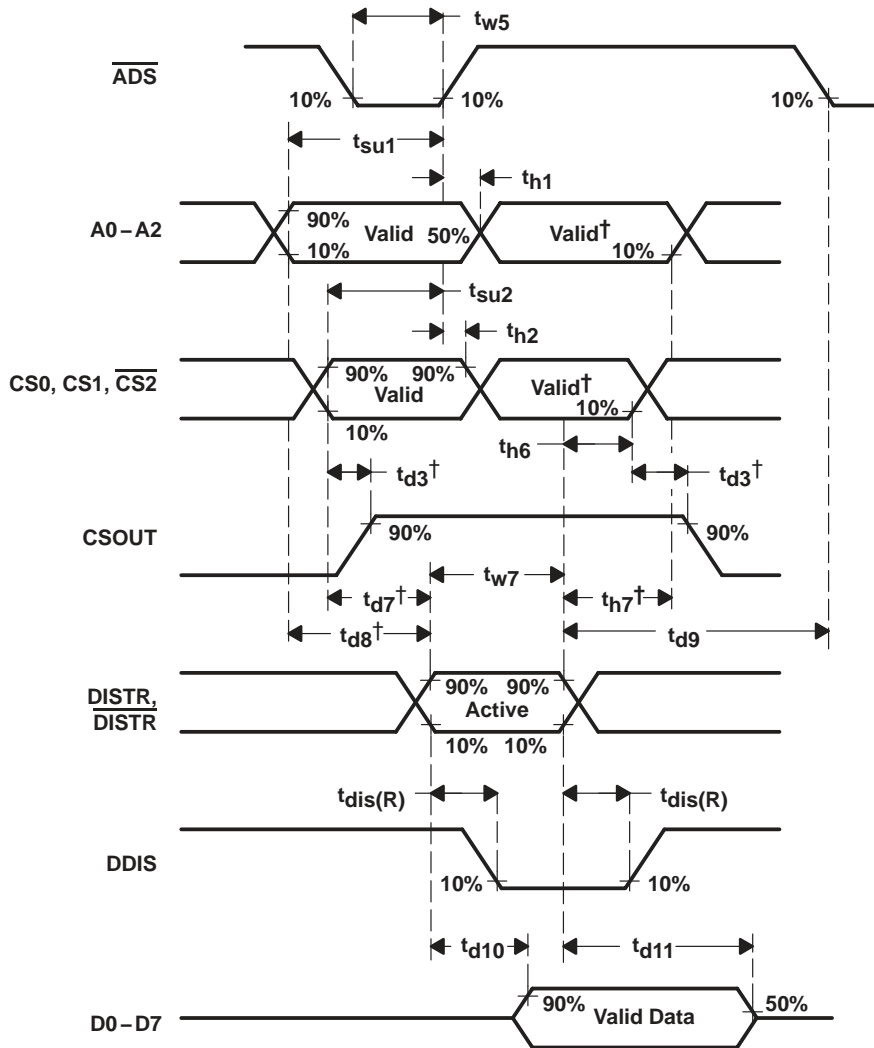 tw5
ADS
10% 10% 10%
tsu1
th1
A0–A2
90% Valid 50% Valid†
10% 10%
tsu2
th2
CS0, CS1, CS2
90% 90% Valid Valid†
10%
10%
th6
td3† td3†
CSOUT
90% 90%
tw7
td7† th7†
td8† td9
DISTR,
DISTR
90% 90%
Active
10% 10%
tdis(R) tdis(R)
DDIS
10% 10%
td10 td11
D0–D7
90% Valid Data 50%